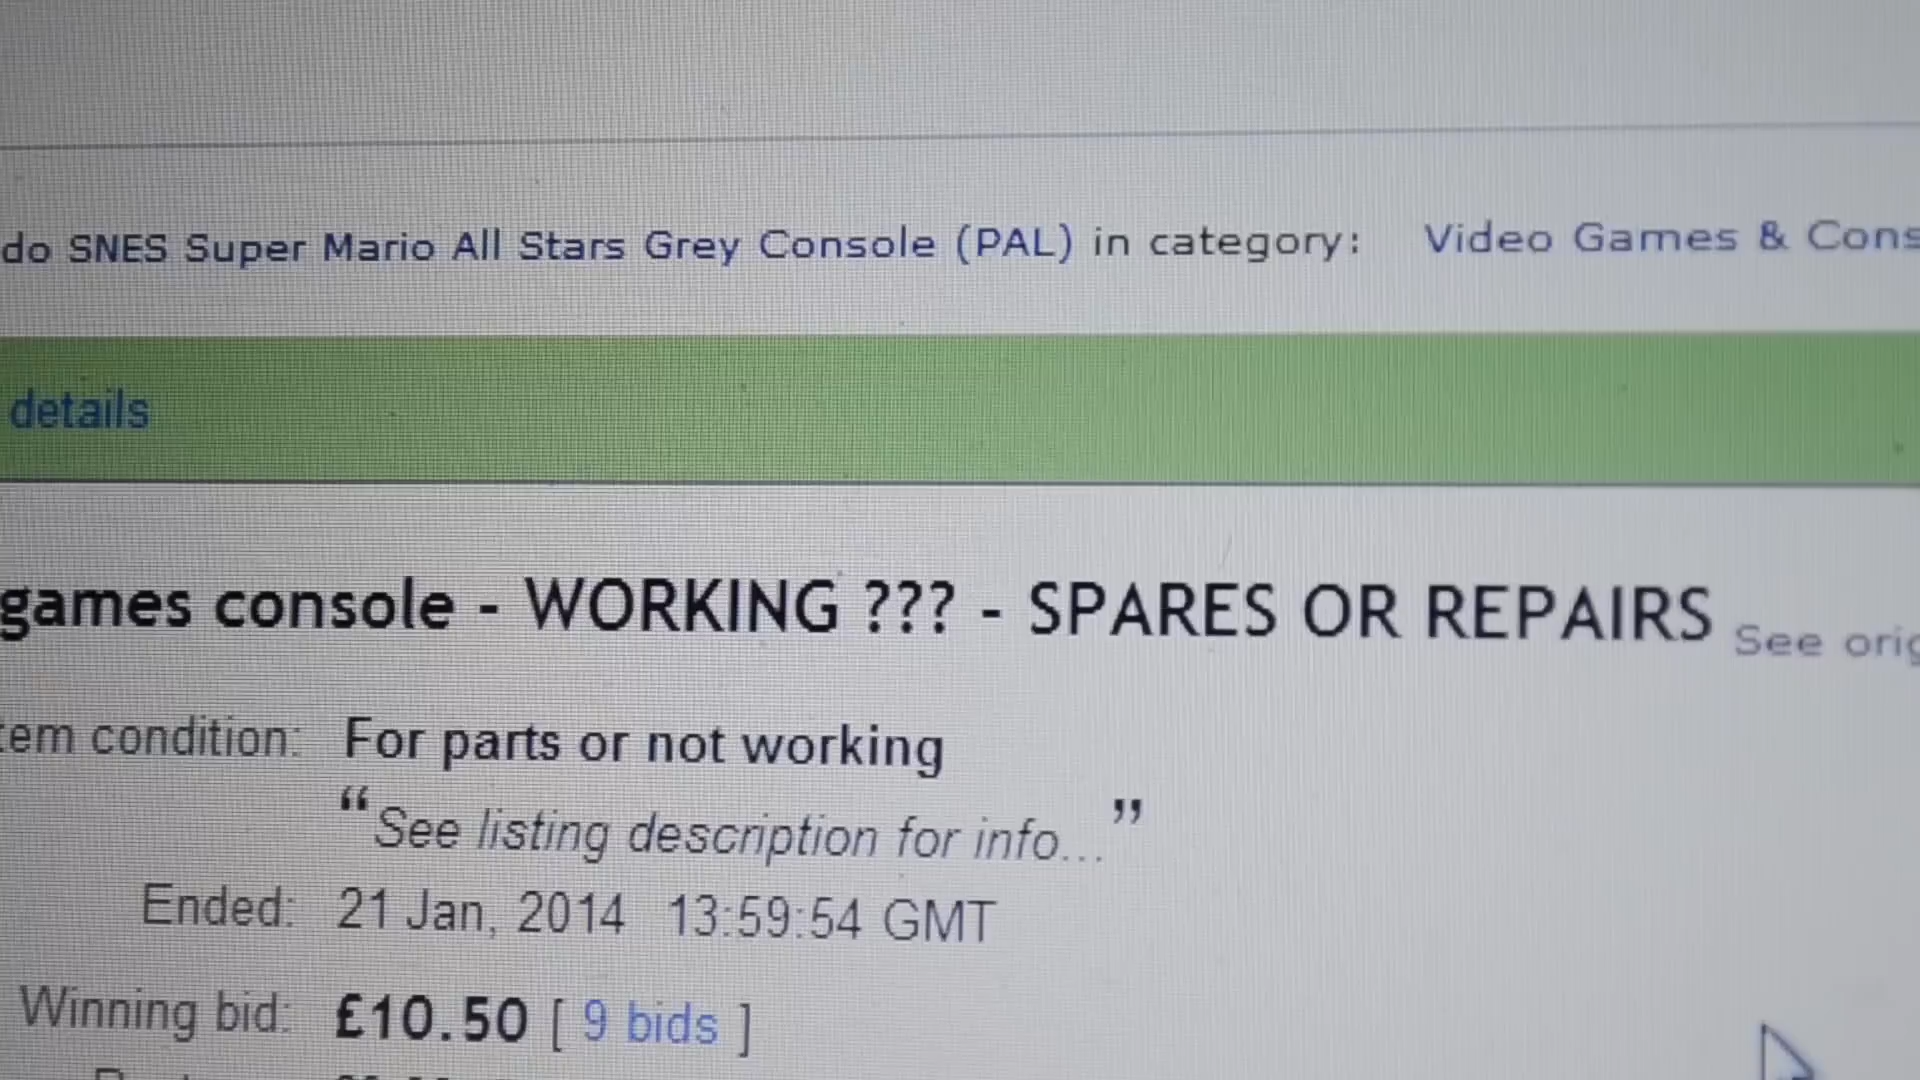 do SNES Super Mario All Stars Grey Console (PAL) in category: Video Games & Cons
details
games console - WORKING ??? - SPARES OR REPAIRS See orig
tem condition: For parts or not working
“See listing description for info...”
Ended: 21 Jan, 2014 13:59:54 GMT
Winning bid: £10.50 [ 9 bids ]